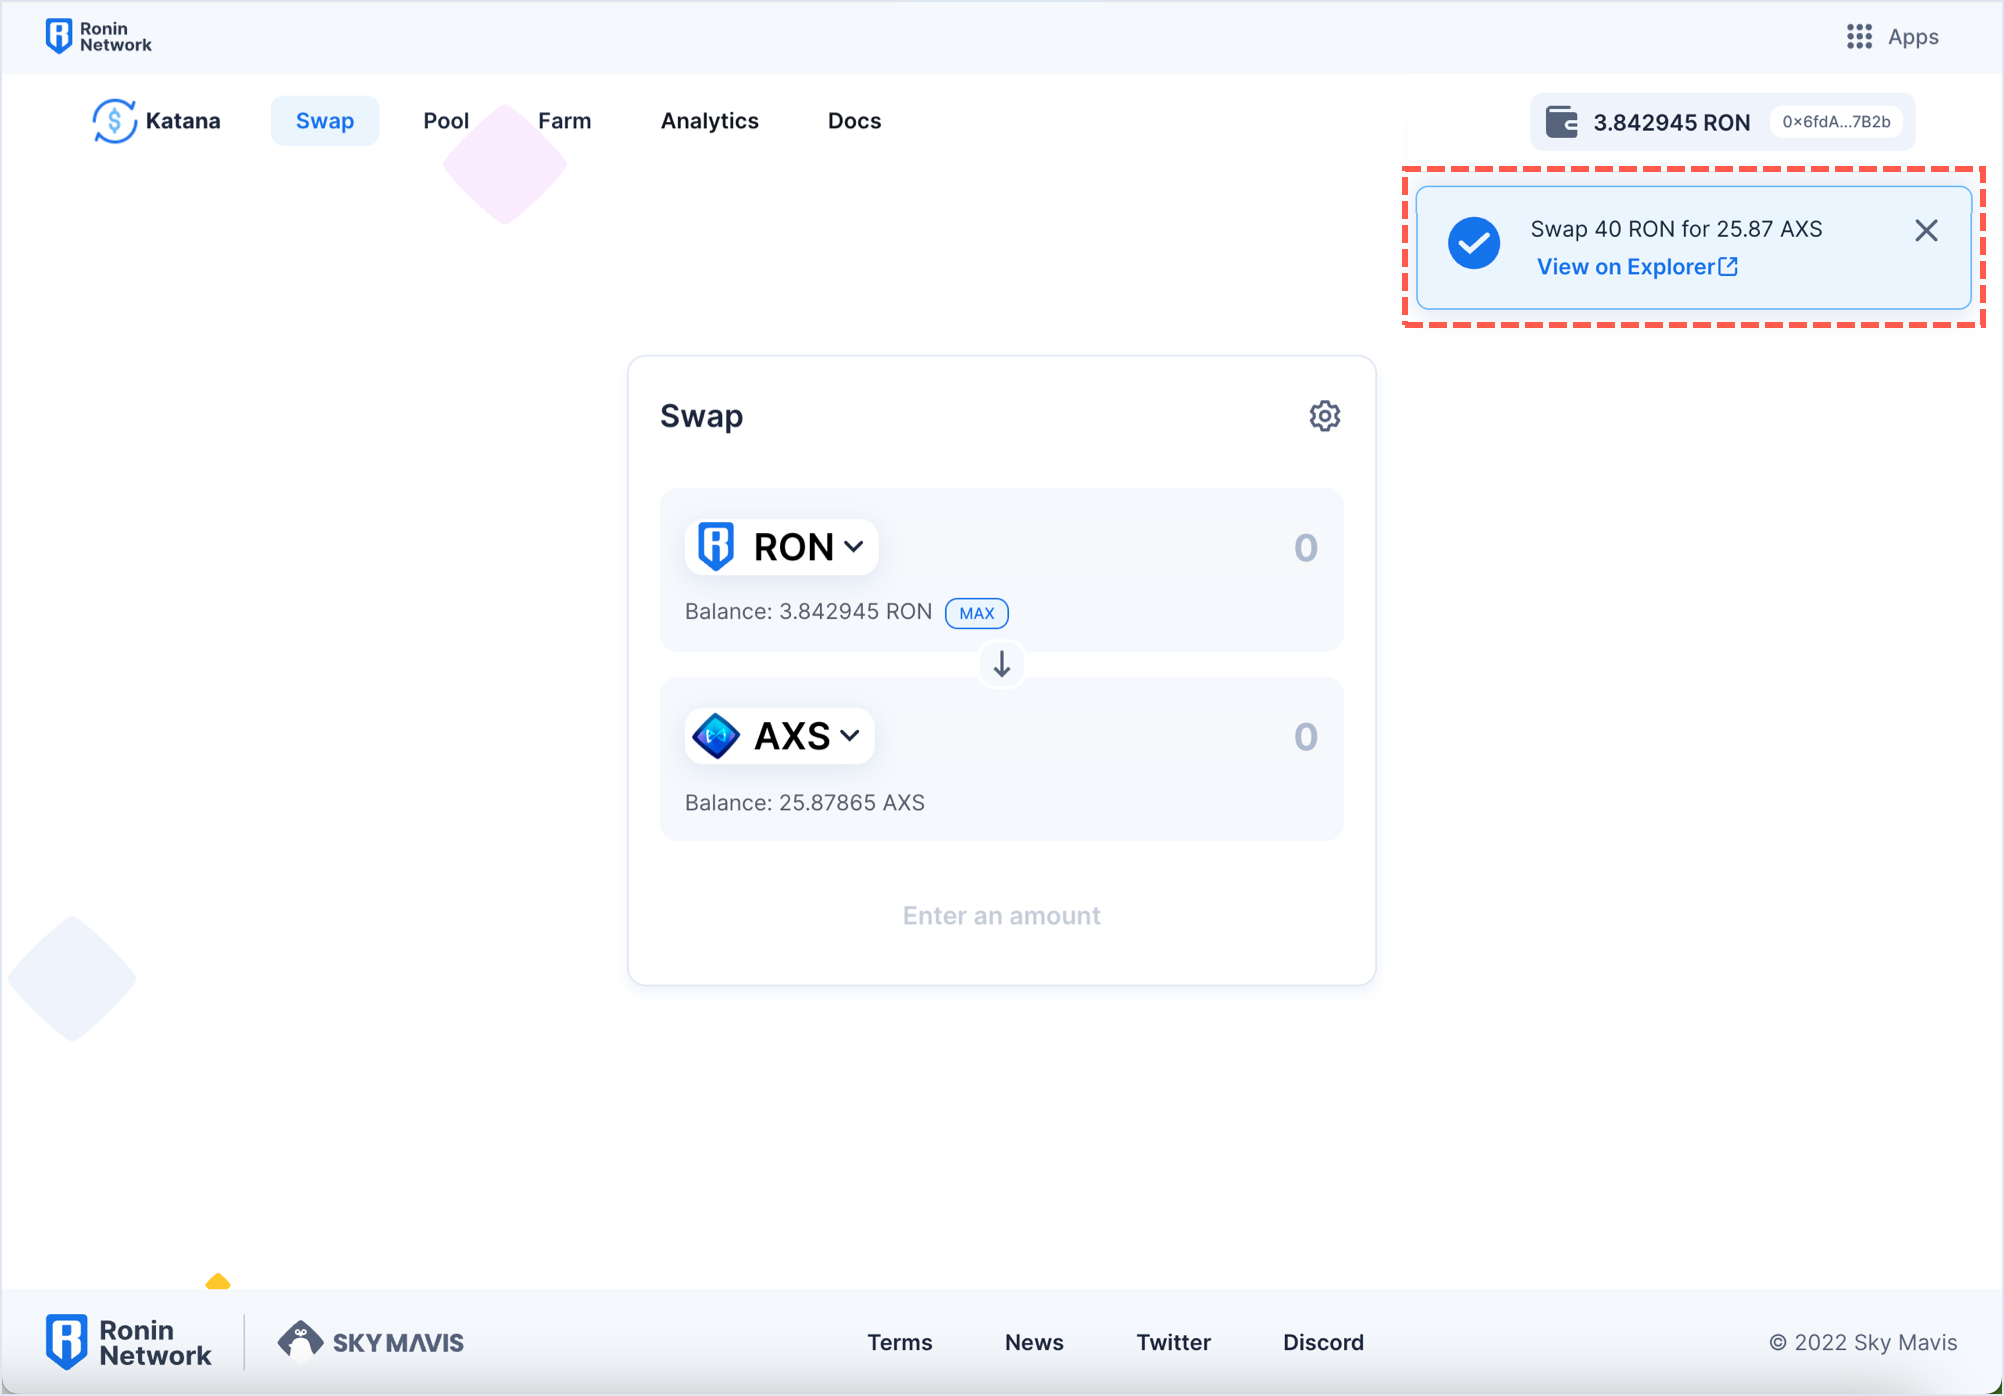 Ronin
Network
Apps
Katana
Swap
Pool
Farm
Analytics
Docs
3.842945 RON
0x6fdA...7B2b
Swap 40 RON for 25.87 AXS
View on Explorer
Swap
RON
0
Balance: 3.842945 RON
MAX
AXS
0
Balance: 25.87865 AXS
Enter an amount
Ronin
Network
SKY MAVIS
Terms
News
Twitter
Discord
© 2022 Sky Mavis